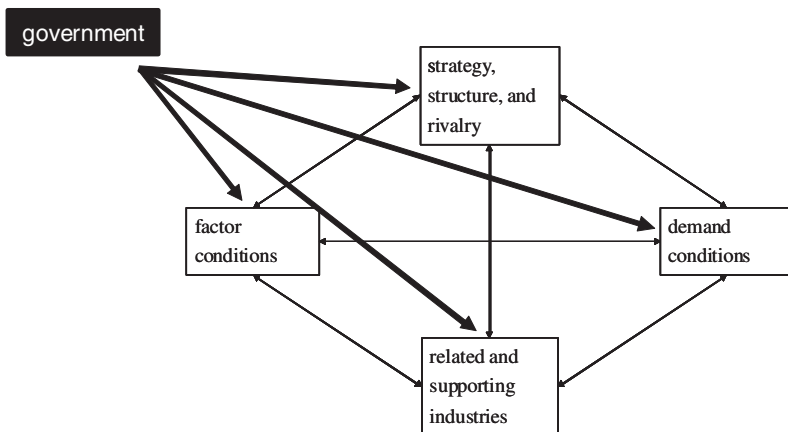 government
strategy,
structure, and
rivalry
factor
conditions
demand
conditions
related and
supporting
industries